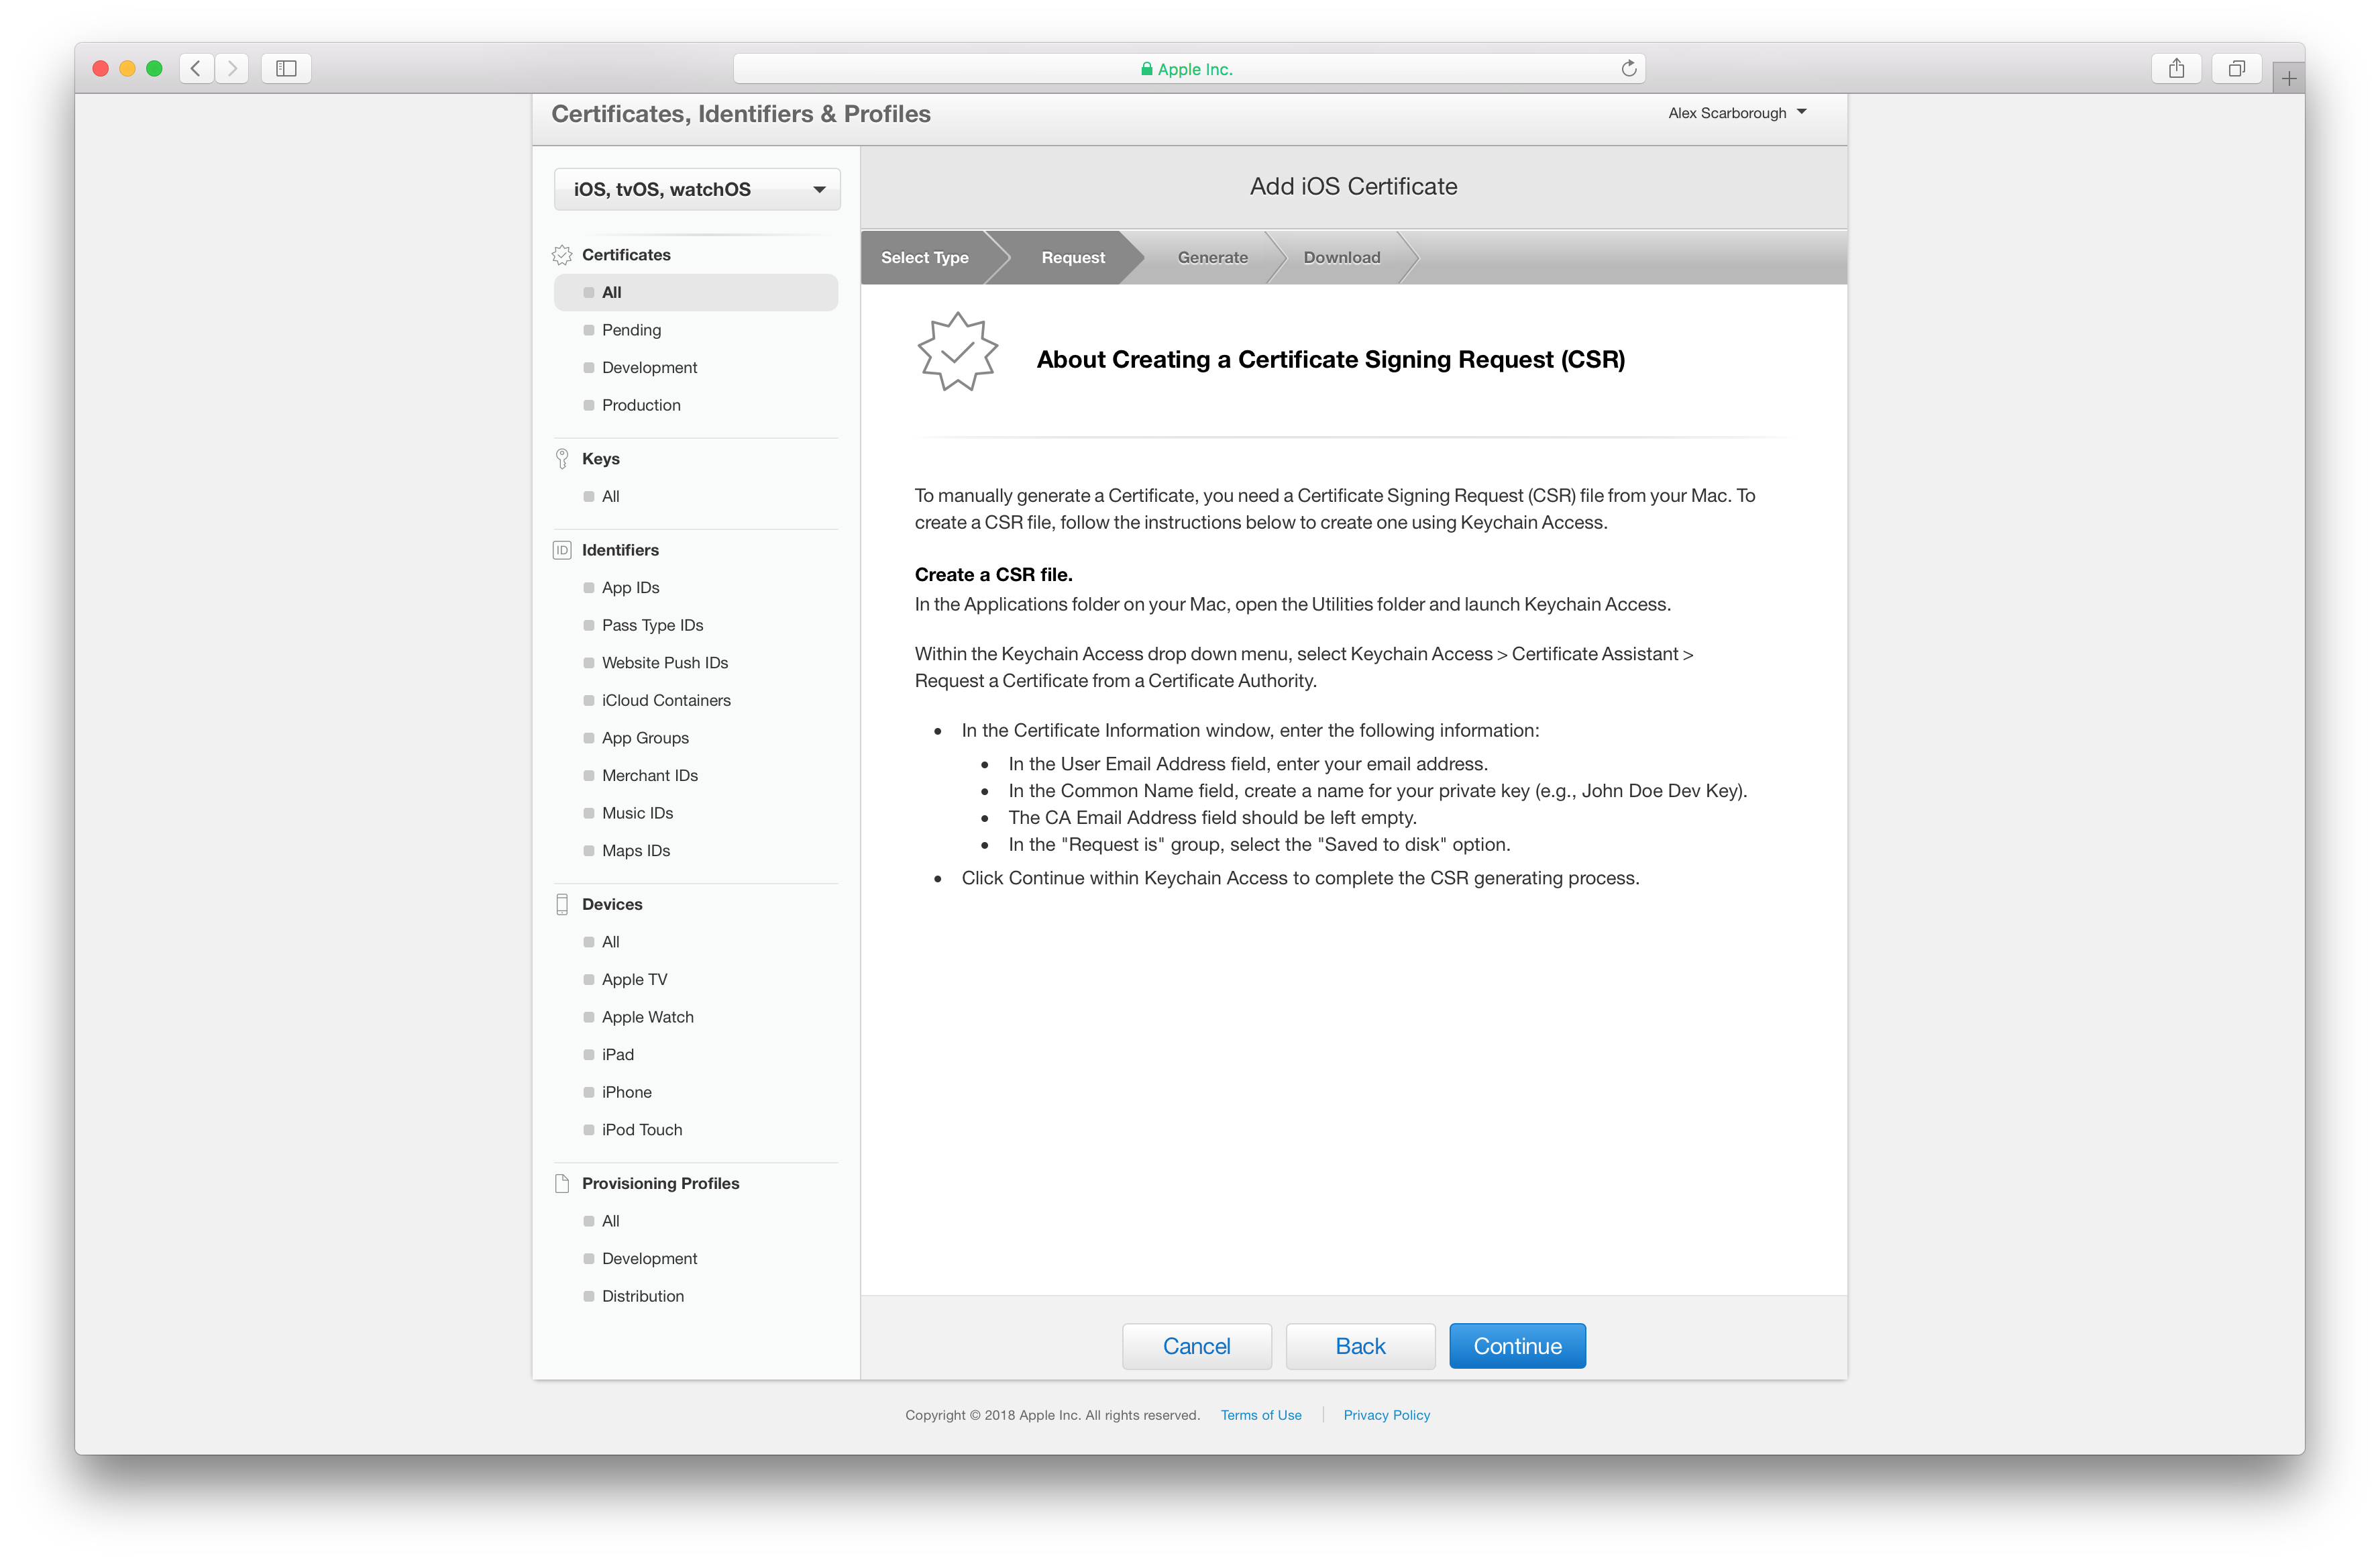 Apple Inc.
Certificates, Identifiers & Profiles
Alex Scarborough
iOS, tvOS, watchOS
Certificates
All
Pending
Development
Production
Keys
All
ID Identifiers
App IDs
Pass Type IDs
Website Push IDs
iCloud Containers
App Groups
Merchant IDs
Music IDs
Maps IDs
Devices
All
Apple TV
Apple Watch
iPad
iPhone
iPod Touch
Provisioning Profiles
All
Development
Distribution
Add iOS Certificate
Select Type Request Generate Download
About Creating a Certificate Signing Request (CSR)
To manually generate a Certificate, you need a Certificate Signing Request (CSR) file from your Mac. To
create a CSR file, follow the instructions below to create one using Keychain Access.
Create a CSR file.
In the Applications folder on your Mac, open the Utilities folder and launch Keychain Access.
Within the Keychain Access drop down menu, select Keychain Access > Certificate Assistant >
Request a Certificate from a Certificate Authority.
• In the Certificate Information window, enter the following information:
• In the User Email Address field, enter your email address.
• In the Common Name field, create a name for your private key (e.g., John Doe Dev Key).
• The CA Email Address field should be left empty.
• In the "Request is" group, select the "Saved to disk" option.
• Click Continue within Keychain Access to complete the CSR generating process.
Cancel Back Continue
Copyright © 2018 Apple Inc. All rights reserved. Terms of Use Privacy Policy